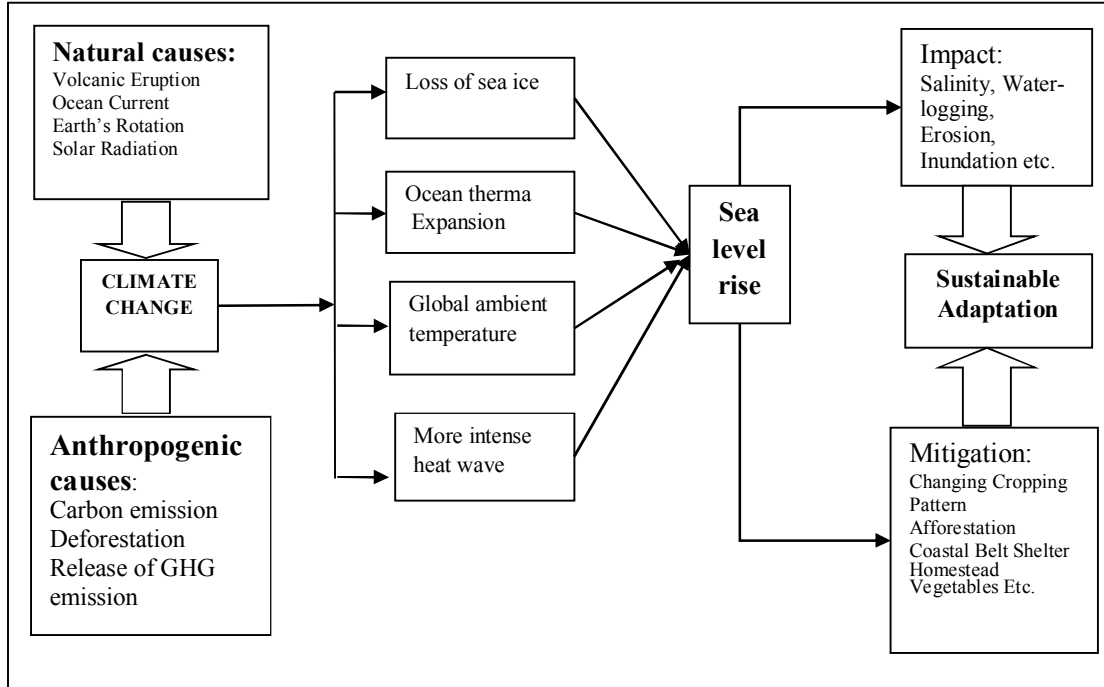 Natural causes:
Volcanic Eruption
Ocean Current
Earth’s Rotation
Solar Radiation
CLIMATE
CHANGE
Anthropogenic
causes:
Carbon emission
Deforestation
Release of GHG
emission
Loss of sea ice
Ocean therma
Expansion
Global ambient
temperature
More intense
heat wave
Sea
level
rise
Impact:
Salinity, Water-
logging,
Erosion,
Inundation etc.
Sustainable
Adaptation
Mitigation:
Changing Cropping
Pattern
Afforestation
Coastal Belt Shelter
Homestead
Vegetables Etc.